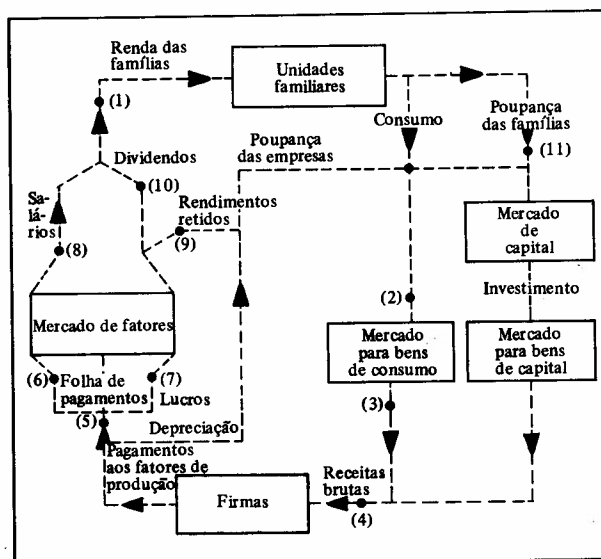 Renda das
famílias
Unidades
familiares
(1)
Consumo
Poupança
das famílias
(11)
Poupança
das empresas
Dividendos
(10)
Rendimentos
retidos
(9)
Sa-
lá-
rios
(8)
Mercado
de
capital
Investimento
(2)
Mercado de fatores
Mercado
para bens
de consumo
Mercado
para bens
de capital
(6)
Folha de
pagamentos
(7)
Lucros
(3)
(5)
Depreciação
Pagamentos
aos fatores de
produção
Firmas
Receitas
brutas
(4)